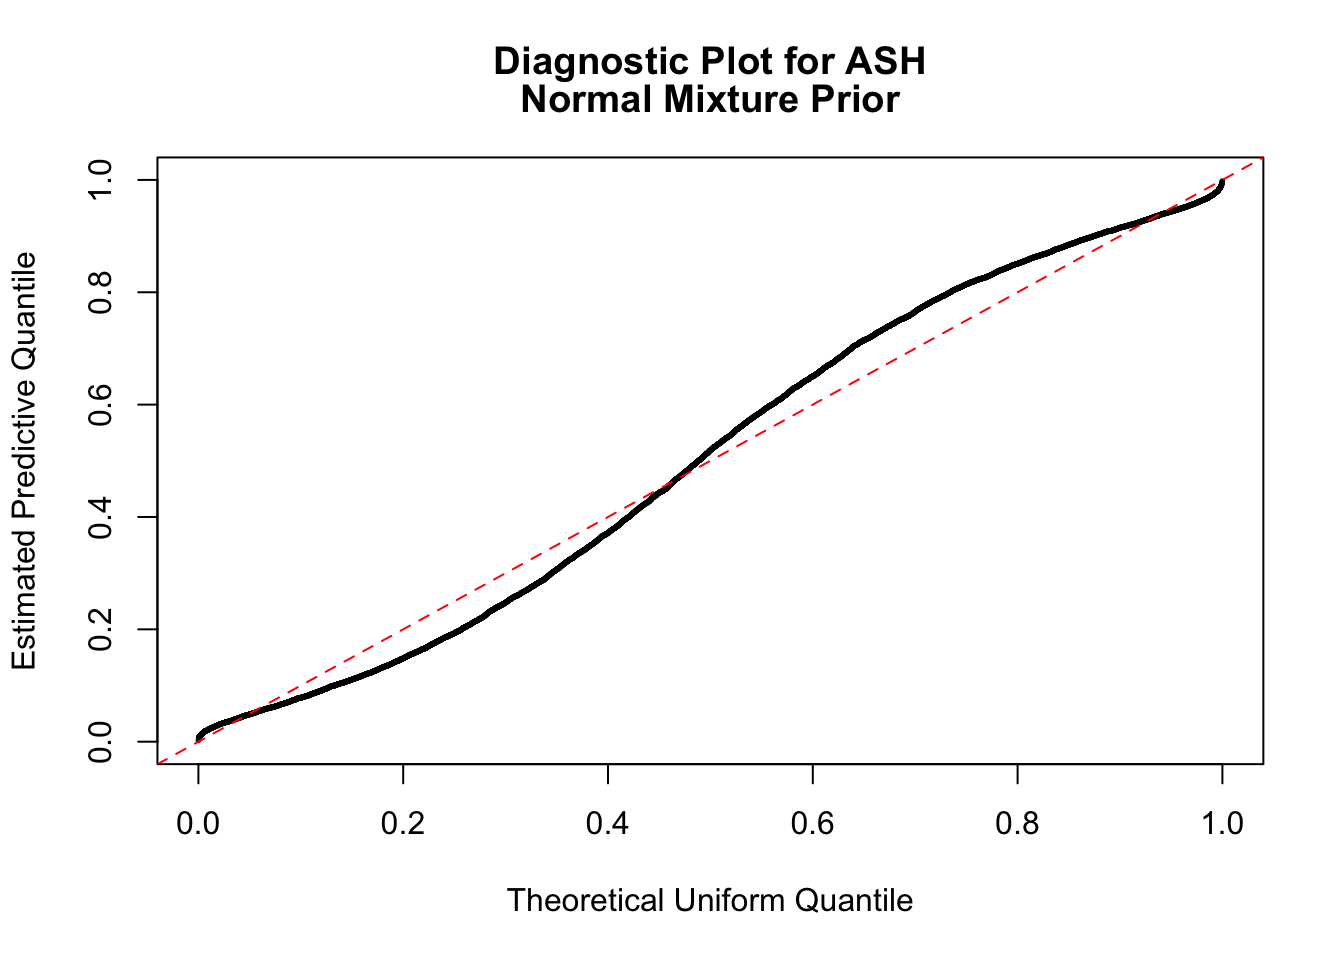 Diagnostic Plot for ASH
Normal Mixture Prior
Estimated Predictive Quantile
1.0
0.8
0.6
0.4
0.2
0.0
0.0 0.2 0.4 0.6 0.8 1.0
Theoretical Uniform Quantile